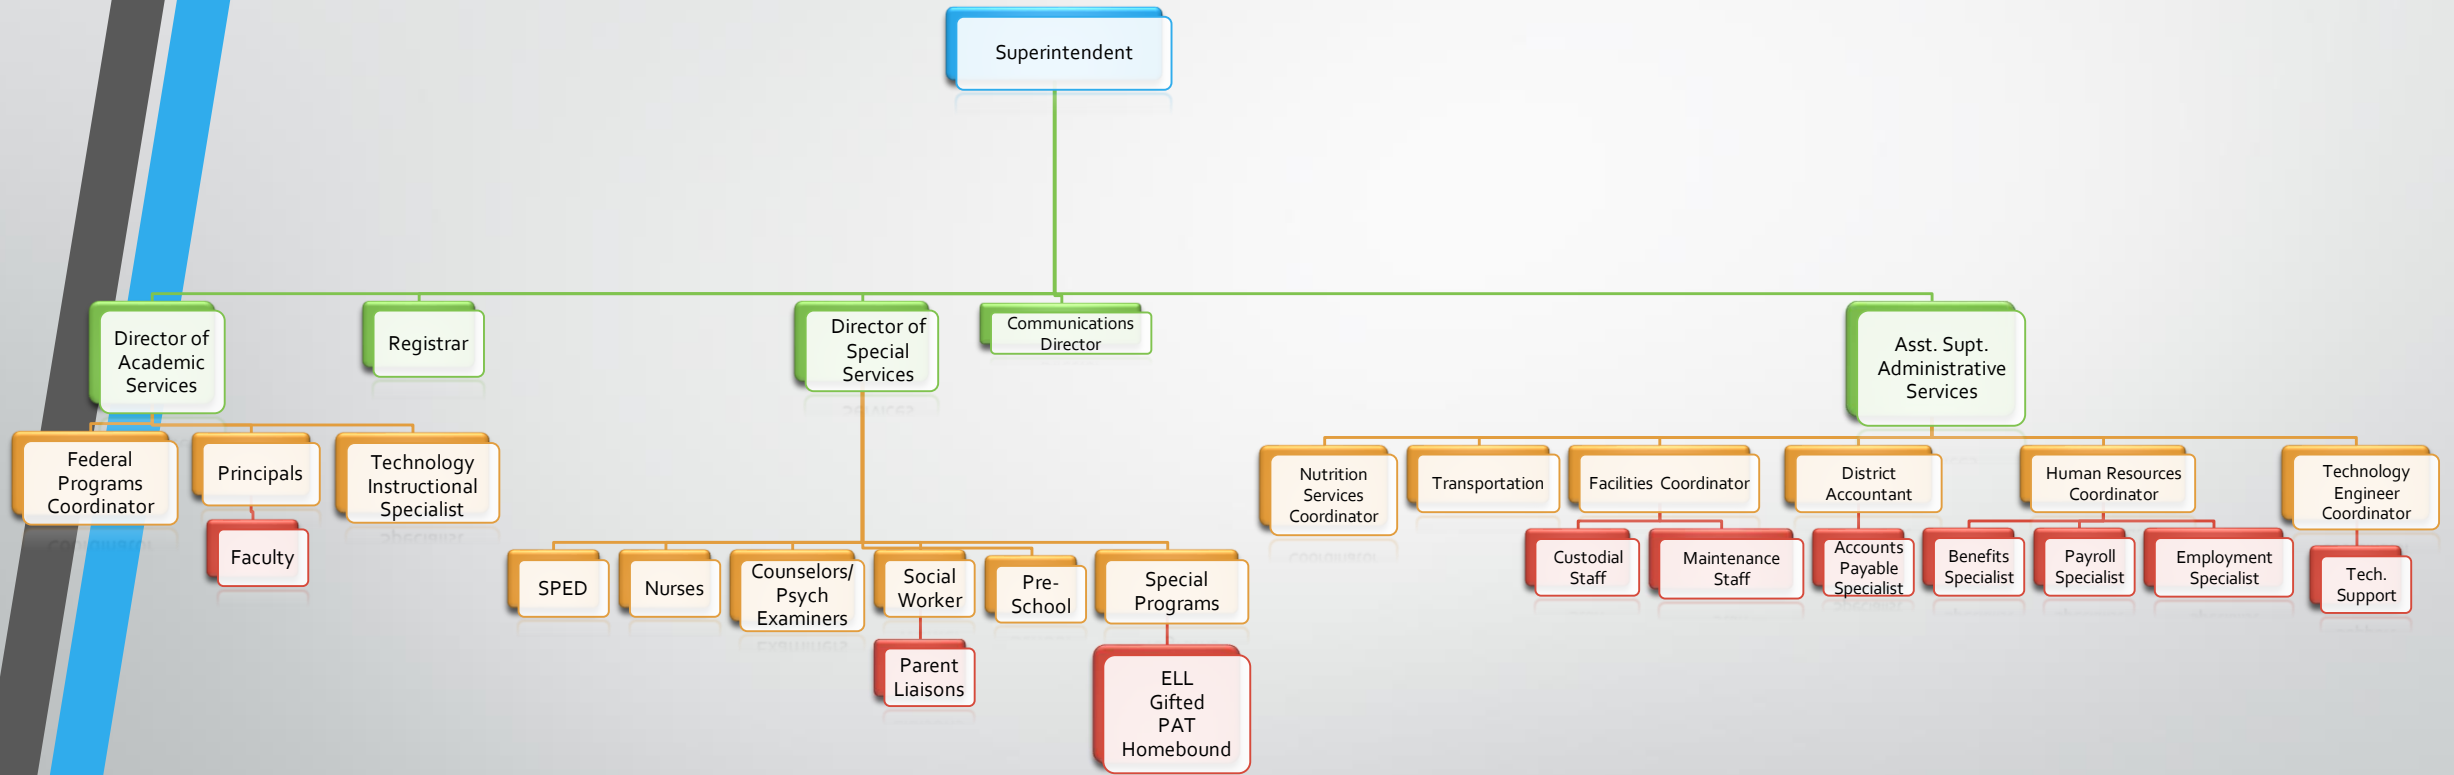 Superintendent
Director of
Academic
Services
Registrar
Director of
Special
Services
Communications
Director
Asst. Supt.
Administrative
Services
Federal
Programs
Coordinator
Principals
Technology
Instructional
Specialist
Faculty
SPED
Nurses
Counselors/
Psych
Examiners
Social
Worker
Pre-
School
Special
Programs
Parent
Liaisons
ELL
Gifted
PAT
Homebound
Nutrition
Services
Coordinator
Transportation
Facilities Coordinator
District
Accountant
Human Resources
Coordinator
Technology
Engineer
Coordinator
Custodial
Staff
Maintenance
Staff
Accounts
Payable
Specialist
Benefits
Specialist
Payroll
Specialist
Employment
Specialist
Tech.
Support